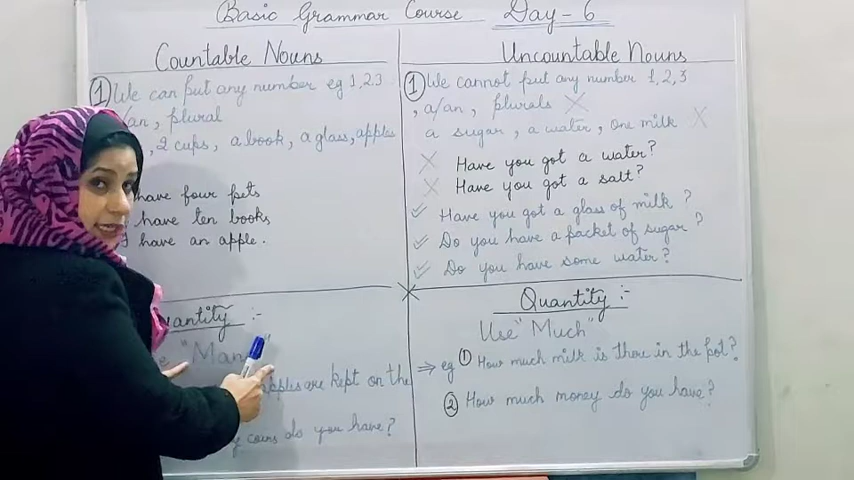 Basic Grammar Course Day-6
Countable Nouns
① We can put any number eg 1,2,3
/an, plural
, 2 cups, a book, a glass, apples
have four pets
have ten books
I have an apple.
Quantity :-
"Many"
apples are kept on the
coins do you have?
Uncountable Nouns
① We cannot put any number 1,2,3
, a/an, plurals ✗
a sugar, a water, one milk ✗
✗ Have you got a water?
✗ Have you got a salt?
✓ Have you got a glass of milk?
✓ Do you have a packet of sugar?
✓ Do you have some water?
Quantity :-
Use "Much"
⇒ eg ① How much milk is there in the pot?
② How much money do you have?